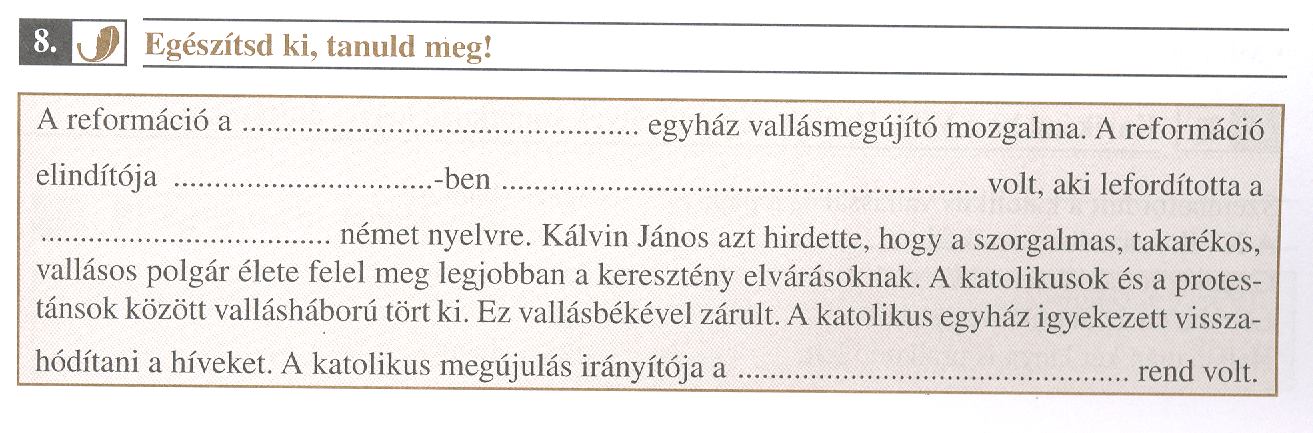 8. Egészítsd ki, tanuld meg!
A reformáció a ........................................................ egyház vallásmegújító mozgalma. A reformáció
elindítója .....................................-ben .................................................................... volt, aki lefordította a
......................................... német nyelvre. Kálvin János azt hirdette, hogy a szorgalmas, takarékos,
vallásos polgár élete felel meg legjobban a keresztény elvárásoknak. A katolikusok és a protes-
tánsok között vallásháború tört ki. Ez vallásbékével zárult. A katolikus egyház igyekezett vissza-
hódítani a híveket. A katolikus megújulás irányítója a ........................................................ rend volt.